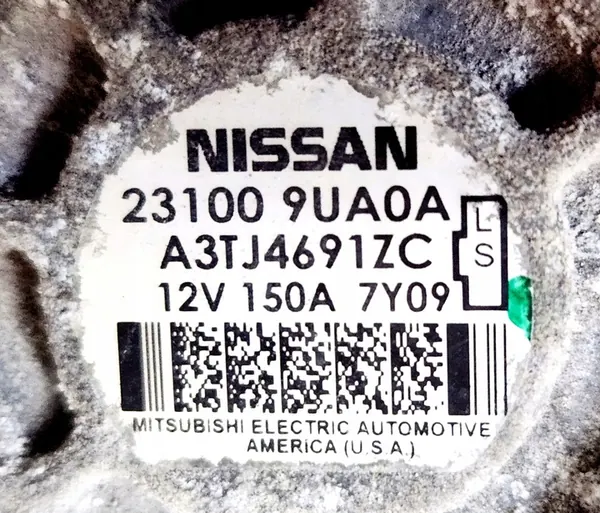 NISSAN
23100 9UA0A
A3TJ4691ZC
L
S
12V 150A 7Y09
MITSUBISHI ELECTRIC AUTOMOTIVE
AMERICA (U.S.A.)